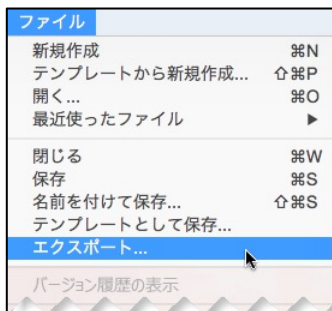 ファイル
新規作成 ⌘N
テンプレートから新規作成... ⇧⌘P
開く... ⌘O
最近使ったファイル ▶
閉じる ⌘W
保存 ⌘S
名前を付けて保存... ⇧⌘S
テンプレートとして保存...
エクスポート...
バージョン履歴の表示